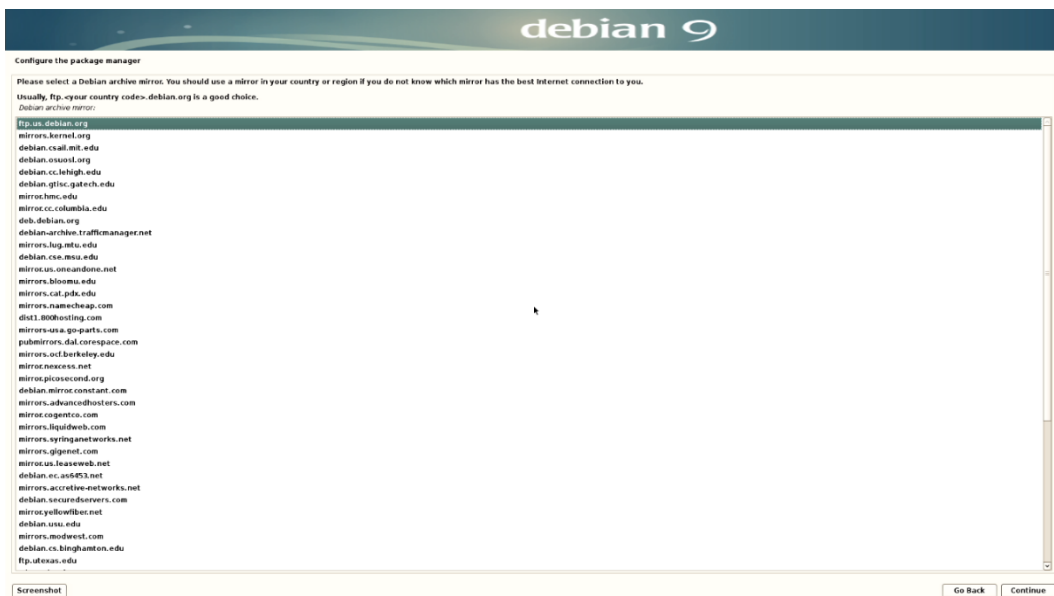 debian 9
Configure the package manager
Please select a Debian archive mirror. You should use a mirror in your country or region if you do not know which mirror has the best Internet connection to you.
Usually, ftp.<your country code>.debian.org is a good choice.
Debian archive mirror:
ftp.us.debian.org
mirrors.kernel.org
debian.csail.mit.edu
debian.osuosl.org
debian.cc.lehigh.edu
debian.gtisc.gatech.edu
mirror.hmc.edu
mirror.cc.columbia.edu
deb.debian.org
debian-archive.trafficmanager.net
mirrors.lug.mtu.edu
debian.cse.msu.edu
mirror.us.oneandone.net
mirrors.bloomu.edu
mirrors.cat.pdx.edu
mirrors.namecheap.com
dist1.800hosting.com
mirrors-usa.go-parts.com
pubmirrors.dal.corespace.com
mirrors.ocf.berkeley.edu
mirror.nexcess.net
mirror.picosecond.org
debian.mirror.constant.com
mirrors.advancedhosters.com
mirror.cogentco.com
mirrors.liquidweb.com
mirrors.syringanetworks.net
mirrors.gigenet.com
mirror.us.leaseweb.net
debian.ec.as6453.net
mirrors.accretive-networks.net
debian.securedservers.com
mirror.yellowfiber.net
debian.usu.edu
mirrors.modwest.com
debian.cs.binghamton.edu
ftp.utexas.edu
Screenshot
Go Back
Continue